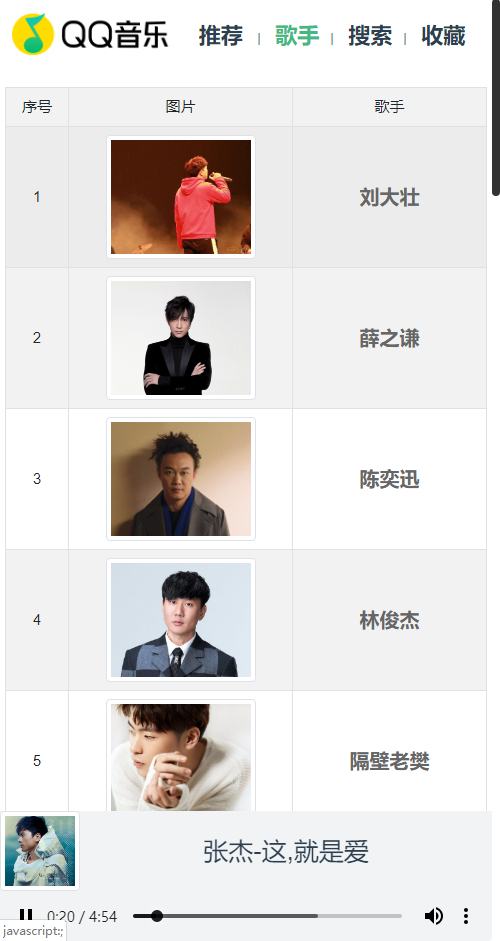 QQ音乐 推荐 | 歌手 | 搜索 | 收藏
序号 图片 歌手
1 刘大壮
2 薛之谦
3 陈奕迅
4 林俊杰
5 隔壁老樊
张杰-这,就是爱
0:20 / 4:54
javascript:;